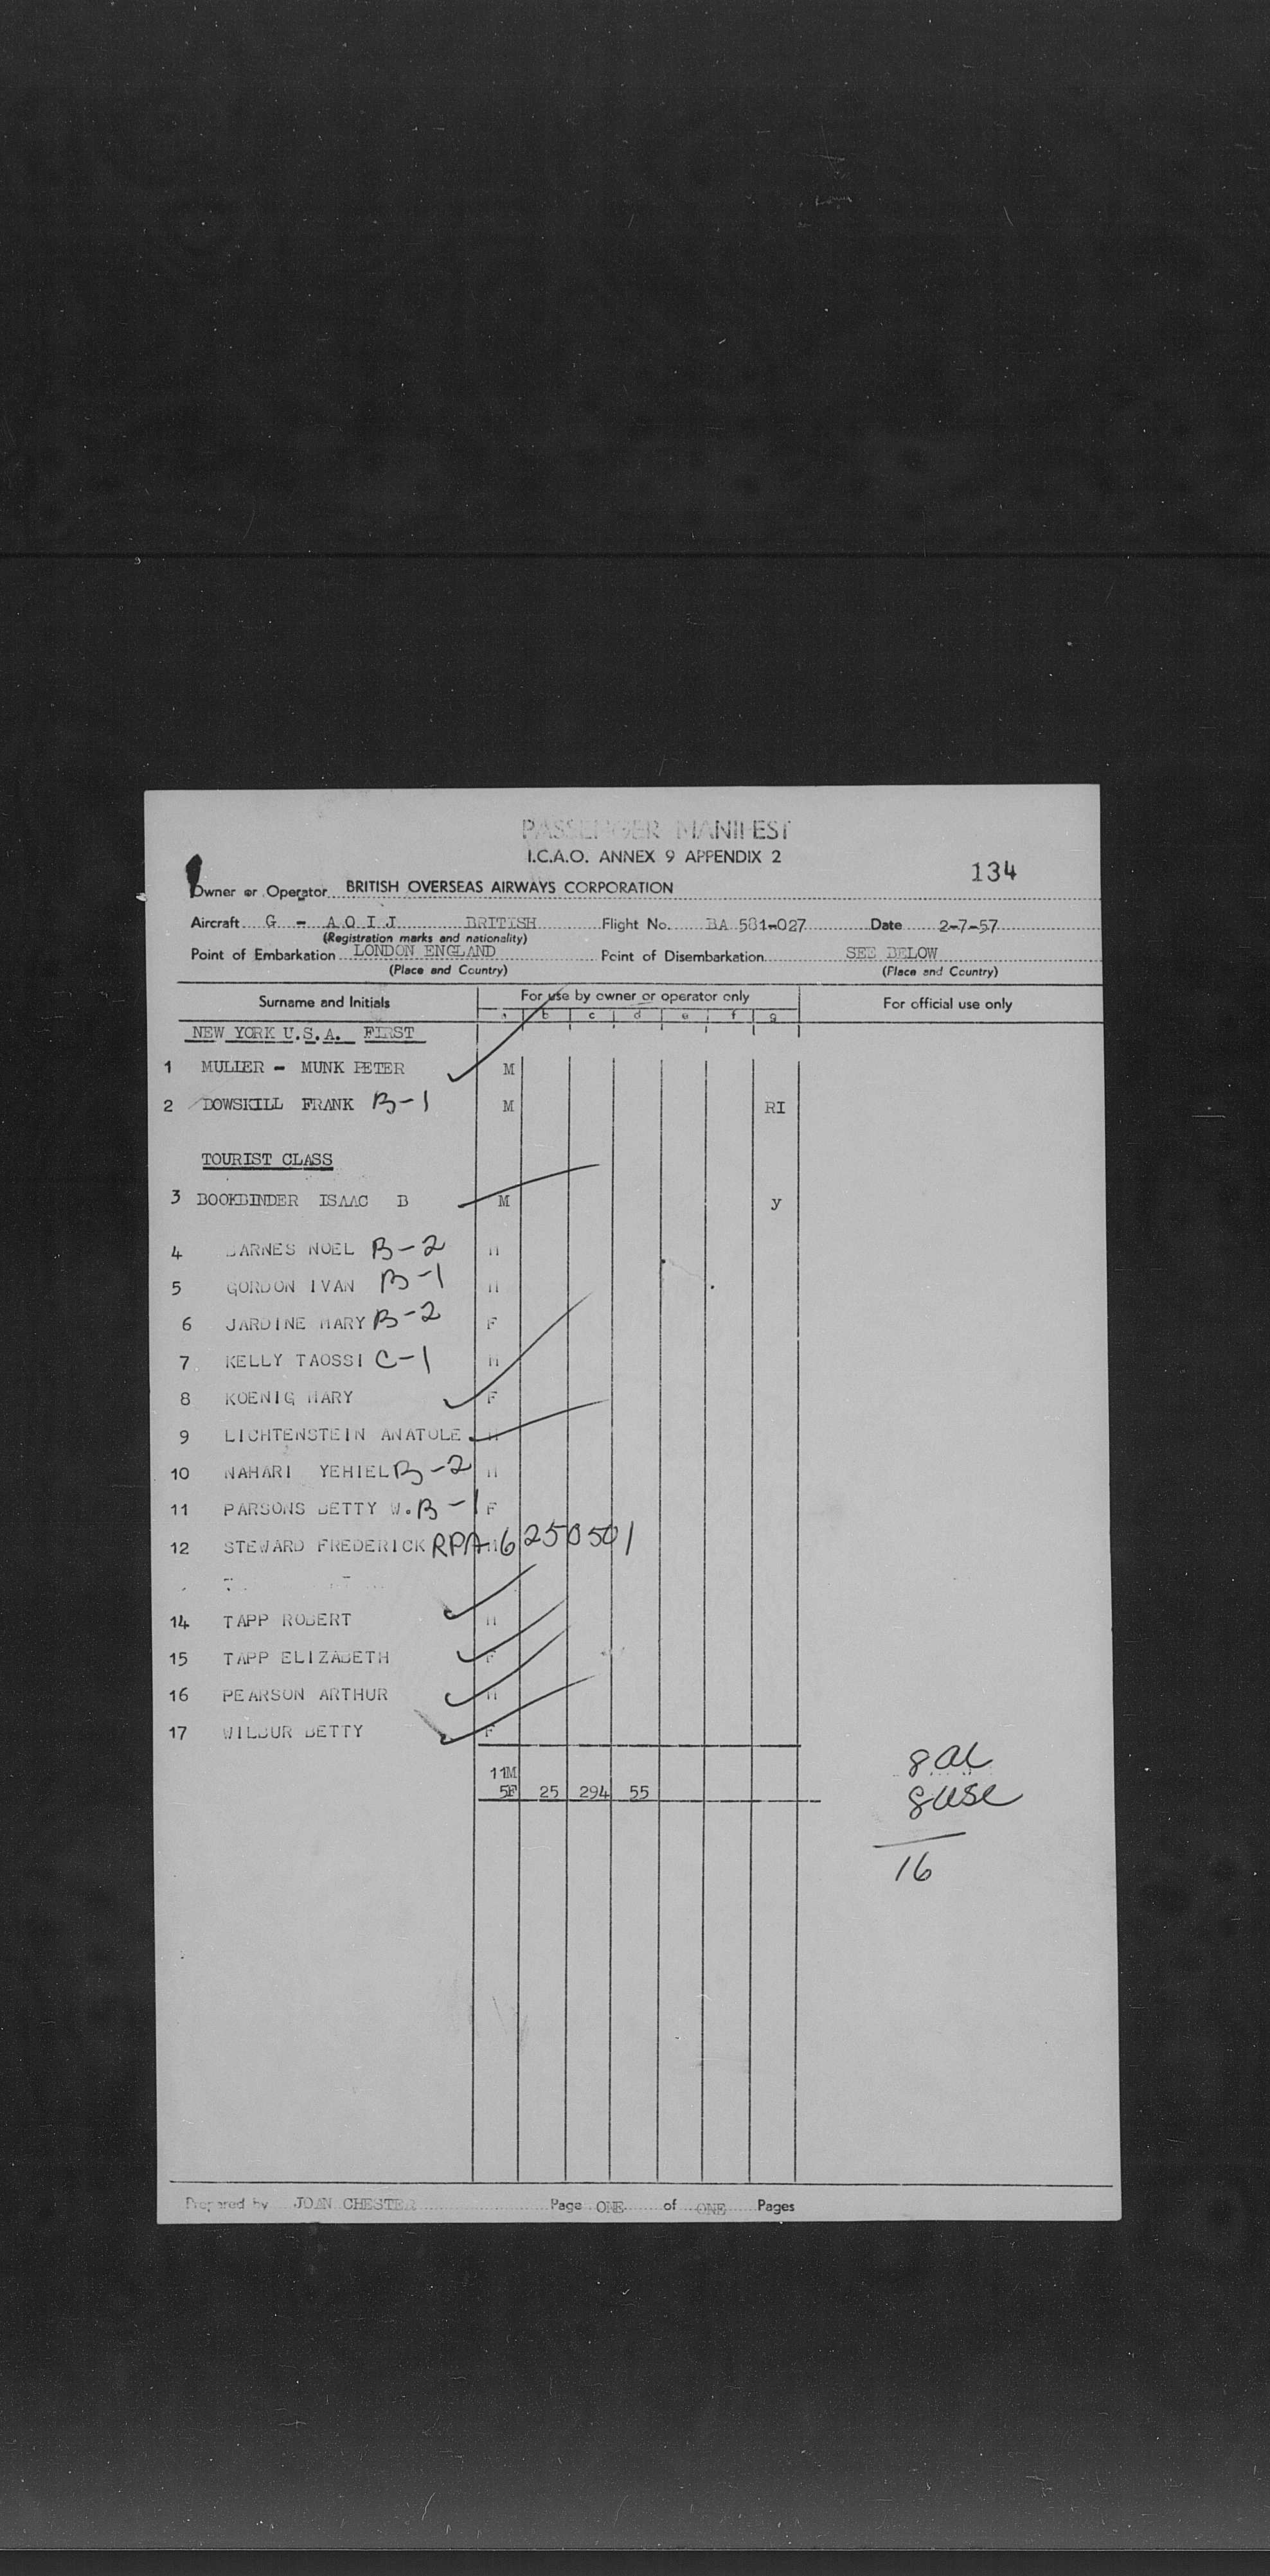 PASSENGER MANIFEST
I.C.A.O. ANNEX 9 APPENDIX 2
134
Owner or Operator BRITISH OVERSEAS AIRWAYS CORPORATION
Aircraft G - A O I J BRITISH Flight No. BA 581-027 Date 2-7-57
(Registration marks and nationality)
Point of Embarkation LONDON ENGLAND Point of Disembarkation SEE BELOW
(Place and Country) (Place and Country)
Surname and Initials For use by owner or operator only For official use only
a b c d e f g
NEW YORK U.S.A. FIRST
1 MULLER - MUNK PETER M
2 DOWSKILL FRANK B-1 M RI
TOURIST CLASS
3 BOOKBINDER ISAAC B M y
4 BARNES NOEL B-2 M
5 GORDON IVAN B-1 M
6 JARDINE MARY B-2 F
7 KELLY TAOSSI C-1 M
8 KOENIG MARY F
9 LICHTENSTEIN ANATOLE M
10 NAHARI YEHIEL B-2 M
11 PARSONS BETTY W. B-1 F
12 STEWARD FREDERICK RPA M 6250501
14 TAPP ROBERT M
15 TAPP ELIZABETH F
16 PEARSON ARTHUR M
17 WILBUR BETTY F
11M
5F 25 294 55
8 al
8 usc
16
Prepared by JOAN CHESTER Page ONE of ONE Pages